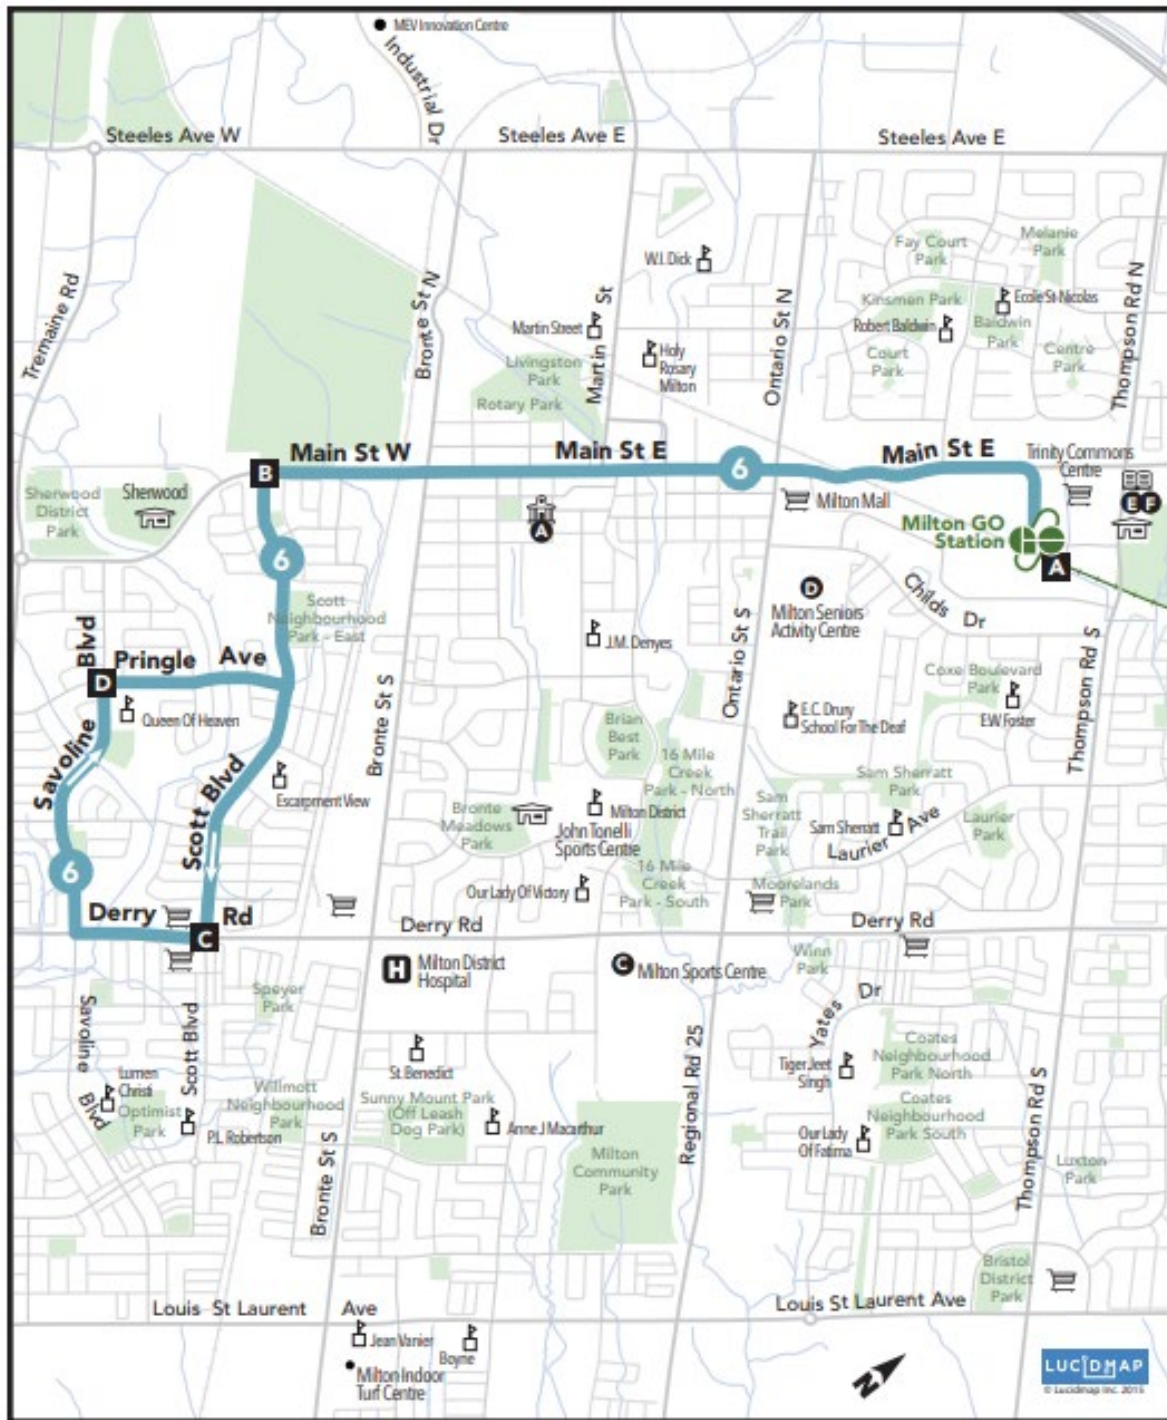 MEV Innovation Centre
Industrial Dr
Steeles Ave W
Steeles Ave E
Steeles Ave E
Tremaine Rd
Bronte St N
W.I. Dick
Martin Street
Martin St
Holy
Rosary
Milton
Livingston
Park
Rotary Park
Ontario St N
Fay Court
Park
Melanie
Park
Kinsmen Park
Ecole St-Nicolas
Robert Baldwin
Baldwin
Park
Court
Park
Centre
Park
Thompson Rd N
B
Main St W
Main St E
6
Main St E
Trinity Commons
Centre
Sherwood
District
Park
Sherwood
Milton Mall
E F
A
Milton GO
Station
A
6
Scott
Neighbourhood
Park - East
D
Milton Seniors
Activity Centre
Childs Dr
J.M. Denyes
Blvd
Pringle Ave
D
Queen Of Heaven
Savoline
Bronte St S
Ontario St S
Coxe Boulevard
Park
E.W. Foster
Thompson Rd S
E.C. Drury
School For The Deaf
Brian
Best
Park
16 Mile
Creek
Park - North
Scott Blvd
Escarpment View
Bronte
Meadows
Park
Milton District
John Tonelli
Sports Centre
Sam Sherratt
Park
Sam
Sherratt
Trail
Park
Sam Sherratt
Laurier Ave
Laurier
Park
6
Our Lady Of Victory
16 Mile
Creek
Park - South
Moorelands
Park
Derry Rd
C
Derry Rd
Derry Rd
H
Milton District
Hospital
C
Milton Sports Centre
Winn
Park
Speyer
Park
Savoline
Blvd
Scott Blvd
Yates Dr
Coates
Neighbourhood
Park North
Tiger Jeet
Singh
St. Benedict
Regional Rd 25
Lumen
Christi
Optimist
Park
P.L. Robertson
Willmott
Neighbourhood
Park
Sunny Mount Park
(Off Leash
Dog Park)
Anne J Macarthur
Coates
Neighbourhood
Park South
Our Lady
Of Fatima
Thompson Rd S
Luxton
Park
Bronte St S
Milton
Community
Park
Bristol
District
Park
Louis St Laurent Ave
Louis St Laurent Ave
Jean Vanier
Boyne
Milton Indoor
Turf Centre
N
LUCIDMAP
© Lucidmap Inc. 2015